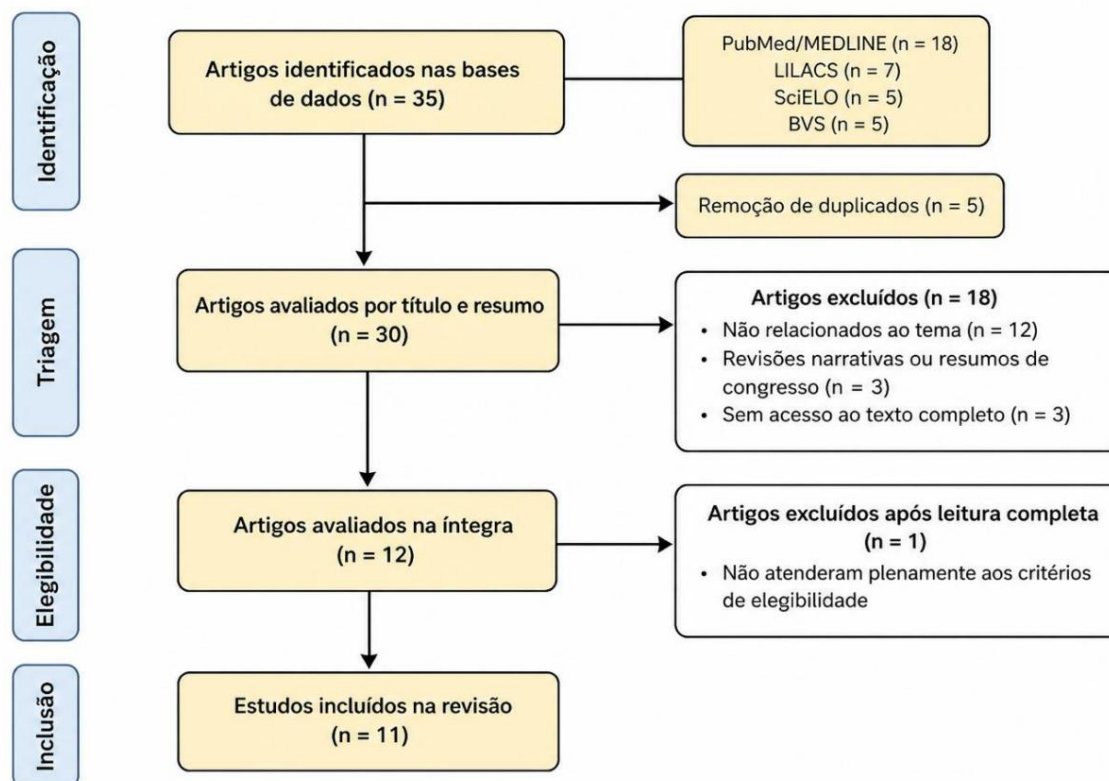 Identificação
Artigos identificados nas bases
de dados (n = 35)
PubMed/MEDLINE (n = 18)
LILACS (n = 7)
SciELO (n = 5)
BVS (n = 5)
Remoção de duplicados (n = 5)
Triagem
Artigos avaliados por título e resumo
(n = 30)
Artigos excluídos (n = 18)
• Não relacionados ao tema (n = 12)
• Revisões narrativas ou resumos de
congresso (n = 3)
• Sem acesso ao texto completo (n = 3)
Elegibilidade
Artigos avaliados na íntegra
(n = 12)
Artigos excluídos após leitura completa
(n = 1)
• Não atenderam plenamente aos critérios
de elegibilidade
Inclusão
Estudos incluídos na revisão
(n = 11)